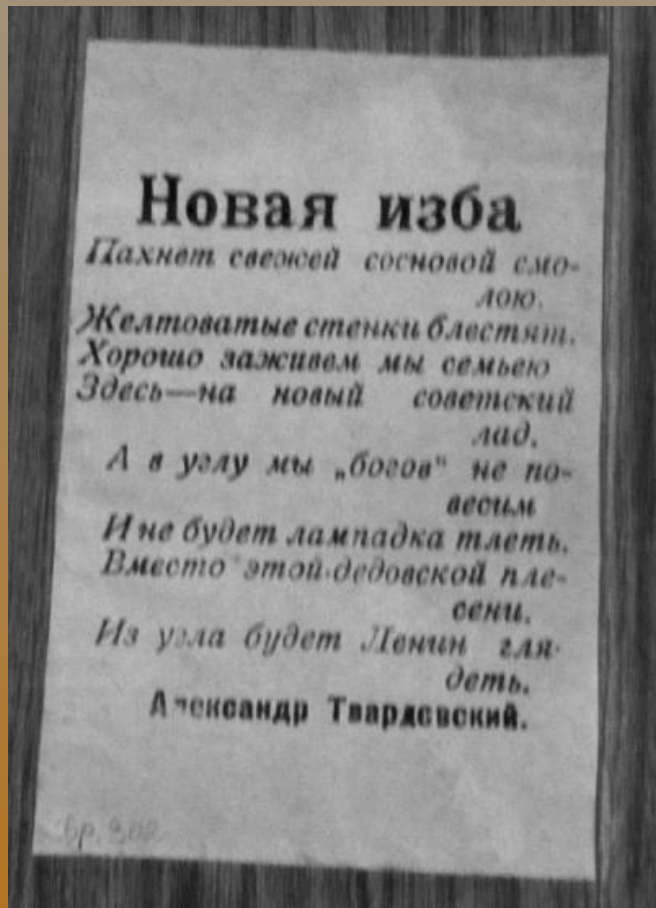 Новая изба
Пахнет свежей сосновой смо-
лою.
Желтоватые стенки блестят.
Хорошо заживем мы семьею
Здесь—на новый советский
лад.
А в углу мы „богов“ не по-
весим
И не будет лампадка тлеть.
Вместо этой дедовской пле-
сени.
Из угла будет Ленин гля-
деть.
Александр Твардовский.